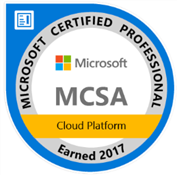 MICROSOFT CERTIFIED PROFESSIONAL
Microsoft
MCSA
Cloud Platform
Earned 2017